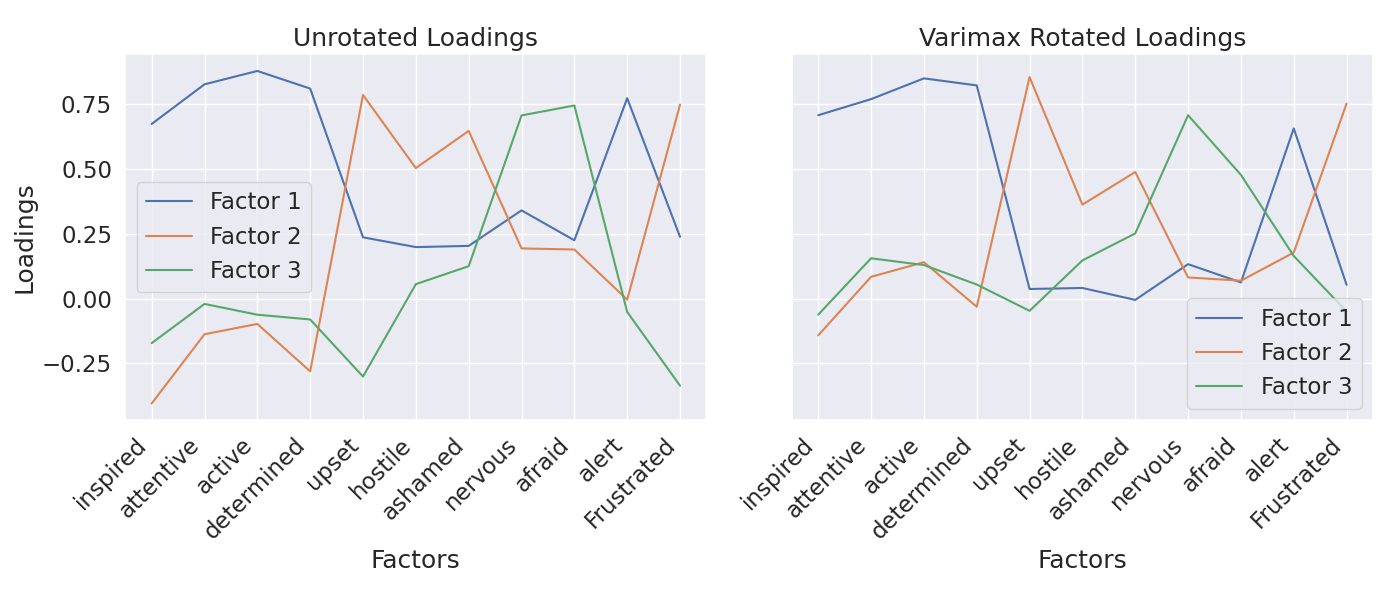 Unrotated Loadings
Loadings
0.75
0.50
0.25
0.00
−0.25
Factor 1
Factor 2
Factor 3
inspired
attentive
active
determined
upset
hostile
ashamed
nervous
afraid
alert
Frustrated
Factors
Varimax Rotated Loadings
Factor 1
Factor 2
Factor 3
inspired
attentive
active
determined
upset
hostile
ashamed
nervous
afraid
alert
Frustrated
Factors